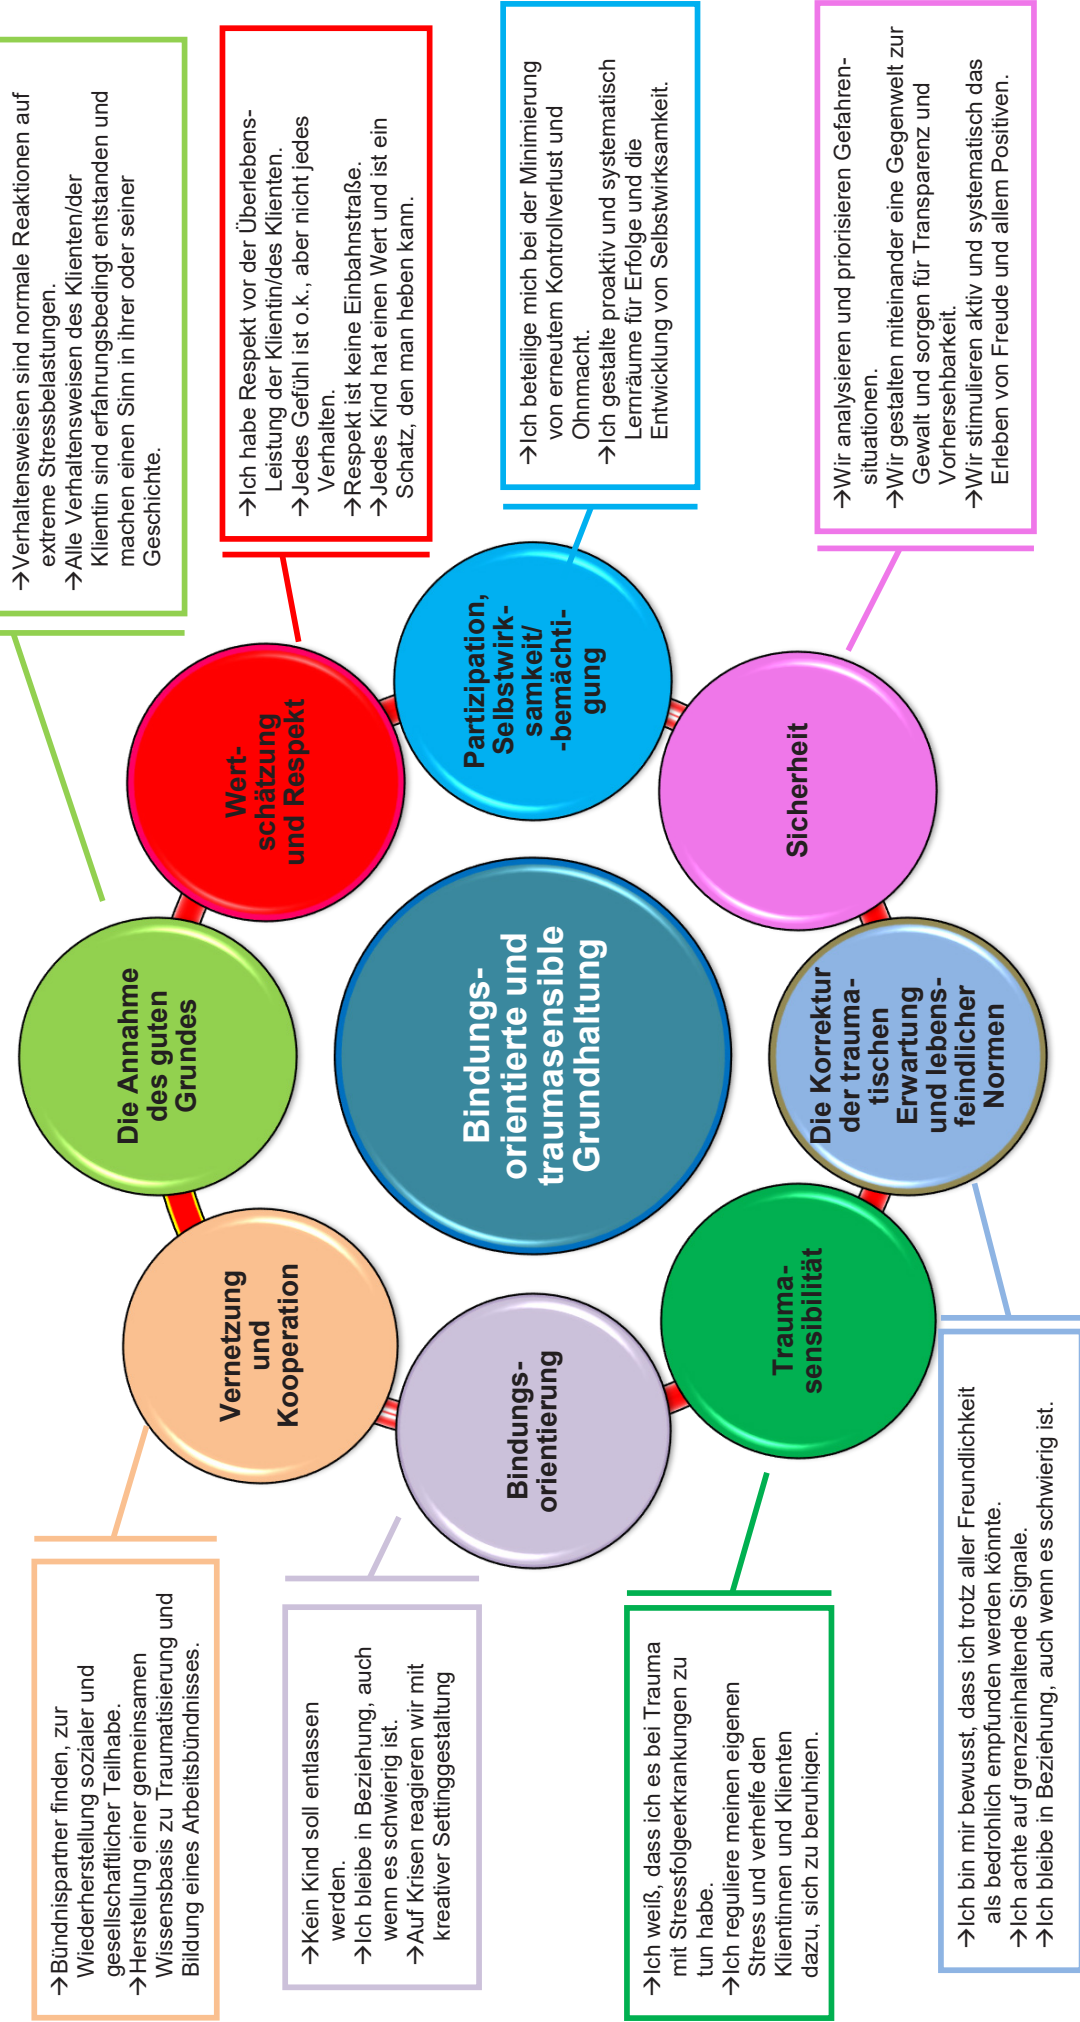 Bindungs-
orientierte und
traumasensible
Grundhaltung
Die Annahme
des guten
Grundes
→Verhaltensweisen sind normale Reaktionen auf
extreme Stressbelastungen.
→Alle Verhaltensweisen des Klienten/der
Klientin sind erfahrungsbedingt entstanden und
machen einen Sinn in ihrer oder seiner
Geschichte.
Wert-
schätzung
und Respekt
→Ich habe Respekt vor der Überlebens-
Leistung der Klientin/des Klienten.
→Jedes Gefühl ist o.k., aber nicht jedes
Verhalten.
→Respekt ist keine Einbahnstraße.
→Jedes Kind hat einen Wert und ist ein
Schatz, den man heben kann.
Partizipation,
Selbstwirk-
samkeit/
-bemächti-
gung
→Ich beteilige mich bei der Minimierung
von erneutem Kontrollverlust und
Ohnmacht.
→Ich gestalte proaktiv und systematisch
Lernräume für Erfolge und die
Entwicklung von Selbstwirksamkeit.
Sicherheit
→Wir analysieren und priorisieren Gefahren-
situationen.
→Wir gestalten miteinander eine Gegenwelt zur
Gewalt und sorgen für Transparenz und
Vorhersehbarkeit.
→Wir stimulieren aktiv und systematisch das
Erleben von Freude und allem Positiven.
Die Korrektur
der trauma-
tischen
Erwartung
und lebens-
feindlicher
Normen
→Ich bin mir bewusst, dass ich trotz aller Freundlichkeit
als bedrohlich empfunden werden könnte.
→Ich achte auf grenzeinhaltende Signale.
→Ich bleibe in Beziehung, auch wenn es schwierig ist.
Trauma-
sensibilität
→Ich weiß, dass ich es bei Trauma
mit Stressfolgeerkrankungen zu
tun habe.
→Ich reguliere meinen eigenen
Stress und verhelfe den
Klientinnen und Klienten
dazu, sich zu beruhigen.
Bindungs-
orientierung
→Kein Kind soll entlassen
werden.
→Ich bleibe in Beziehung, auch
wenn es schwierig ist.
→Auf Krisen reagieren wir mit
kreativer Settinggestaltung
Vernetzung
und
Kooperation
→Bündnispartner finden, zur
Wiederherstellung sozialer und
gesellschaftlicher Teilhabe.
→Herstellung einer gemeinsamen
Wissensbasis zu Traumatisierung und
Bildung eines Arbeitsbündnisses.